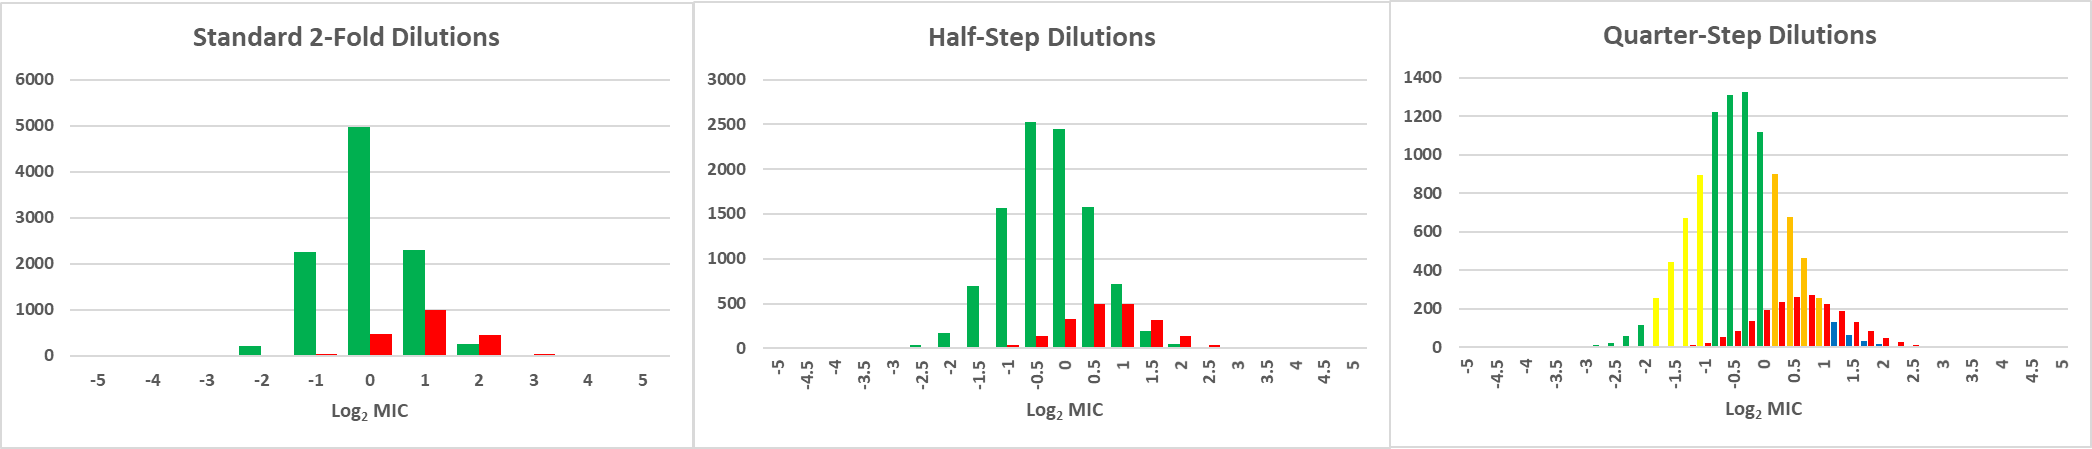 Standard 2-Fold Dilutions
6000
5000
4000
3000
2000
1000
0
-5 -4 -3 -2 -1 0 1 2 3 4 5
Log2 MIC
Half-Step Dilutions
3000
2500
2000
1500
1000
500
0
-5 -4.5 -4 -3.5 -3 -2.5 -2 -1.5 -1 -0.5 0 0.5 1 1.5 2 2.5 3 3.5 4 4.5 5
Log2 MIC
Quarter-Step Dilutions
1400
1200
1000
800
600
400
200
0
-5 -4.5 -4 -3.5 -3 -2.5 -2 -1.5 -1 -0.5 0 0.5 1 1.5 2 2.5 3 3.5 4 4.5 5
Log2 MIC